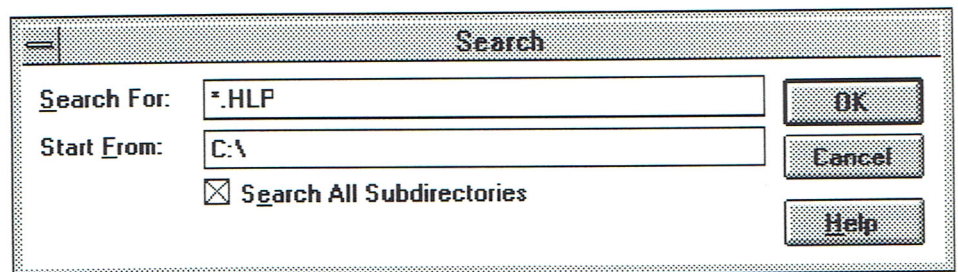 Search
Search For: *.HLP
OK
Start From: C:\
Cancel
Search All Subdirectories
Help